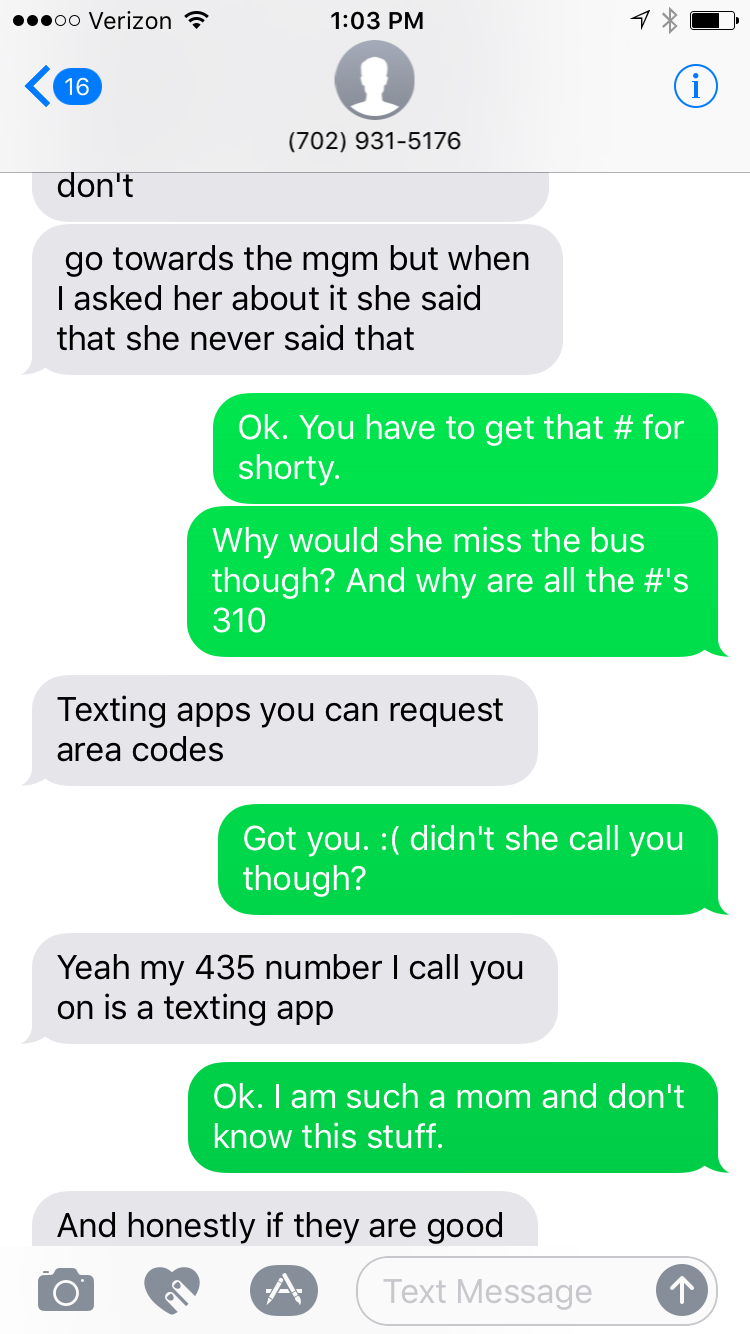 Verizon 1:03 PM
16
(702) 931-5176
don't
go towards the mgm but when
I asked her about it she said
that she never said that
Ok. You have to get that # for
shorty.
Why would she miss the bus
though? And why are all the #'s
310
Texting apps you can request
area codes
Got you. :( didn't she call you
though?
Yeah my 435 number I call you
on is a texting app
Ok. I am such a mom and don't
know this stuff.
And honestly if they are good
Text Message